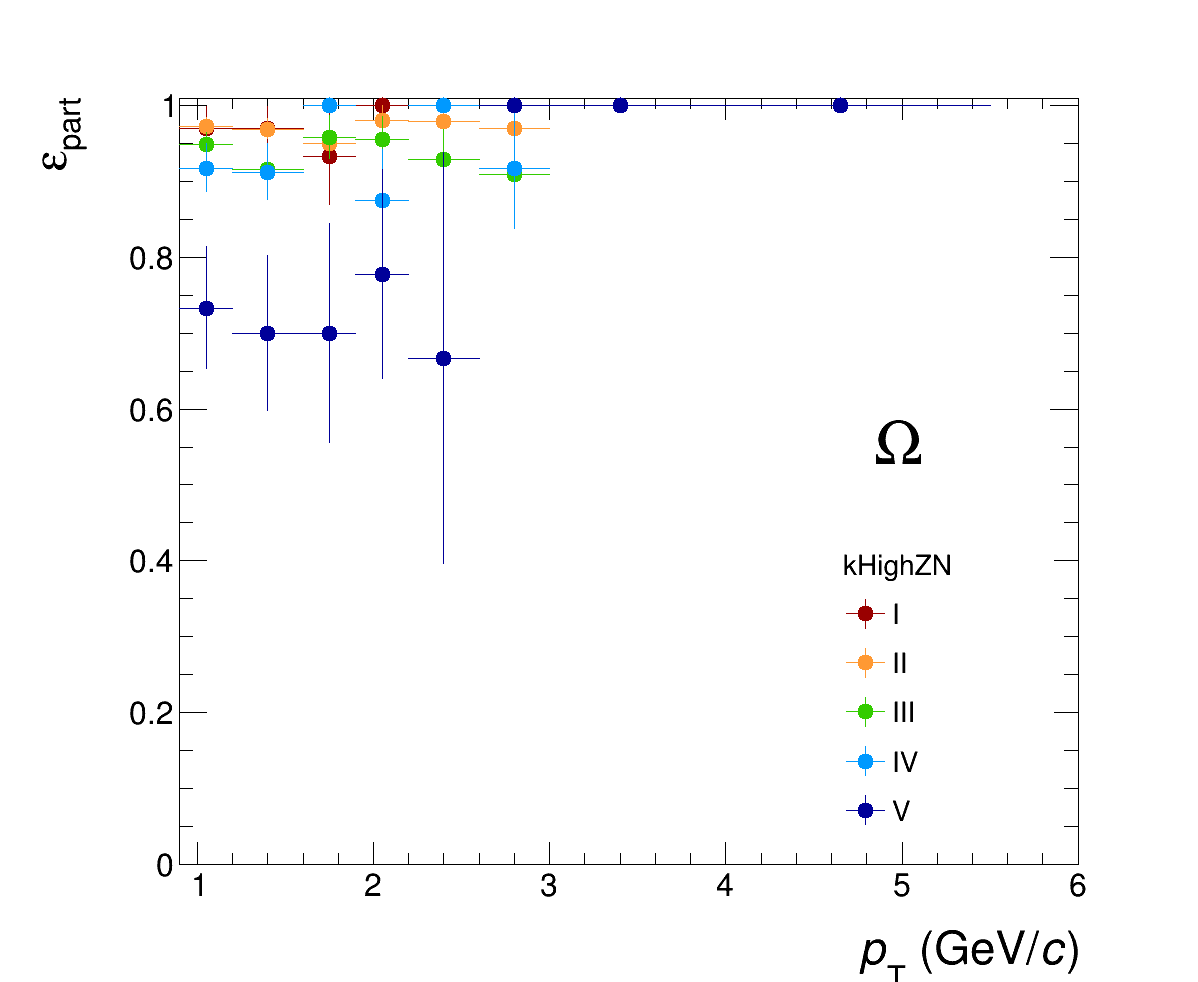 ε_part
1
0.8
0.6
0.4
0.2
0
1 2 3 4 5 6
p_T (GeV/c)
Ω
kHighZN
I
II
III
IV
V